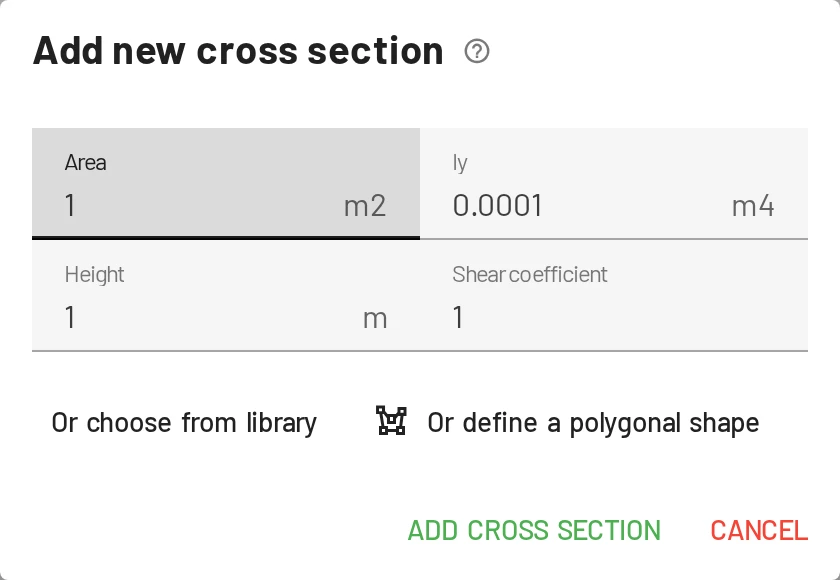 Add new cross section
Area
1 m2
Iy
0.0001 m4
Height
1 m
Shear coefficient
1
Or choose from library
Or define a polygonal shape
ADD CROSS SECTION
CANCEL